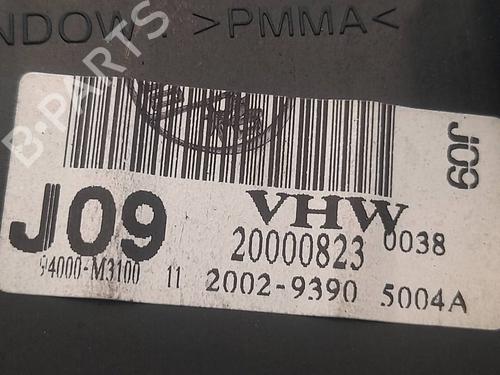 NDOW : >PMMA<
B-PARTS
J09
J09
VHW
20000823 0038
94000-M3100 11 2002-9390 5004A